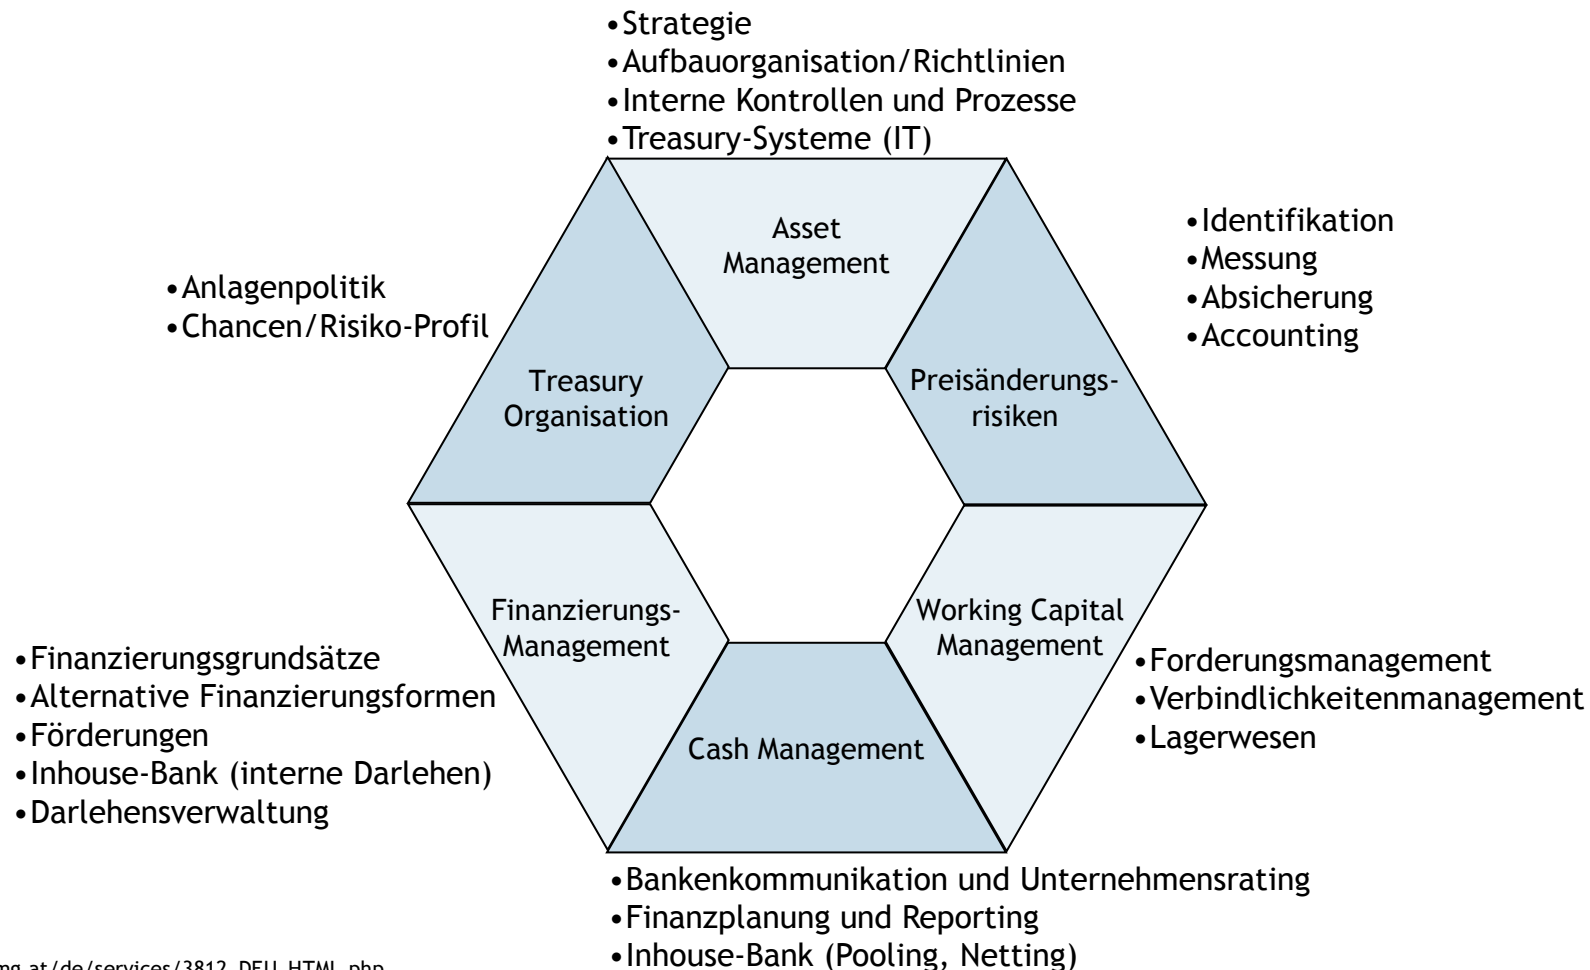 •Strategie
•Aufbauorganisation/Richtlinien
•Interne Kontrollen und Prozesse
•Treasury-Systeme (IT)
Asset
Management
•Identifikation
•Messung
•Absicherung
•Accounting
•Anlagenpolitik
•Chancen/Risiko-Profil
Treasury
Organisation
Preisänderungs-
risiken
Finanzierungs-
Management
Working Capital
Management
•Finanzierungsgrundsätze
•Alternative Finanzierungsformen
•Förderungen
•Inhouse-Bank (interne Darlehen)
•Darlehensverwaltung
•Forderungsmanagement
•Verbindlichkeitenmanagement
•Lagerwesen
Cash Management
•Bankenkommunikation und Unternehmensrating
•Finanzplanung und Reporting
•Inhouse-Bank (Pooling, Netting)